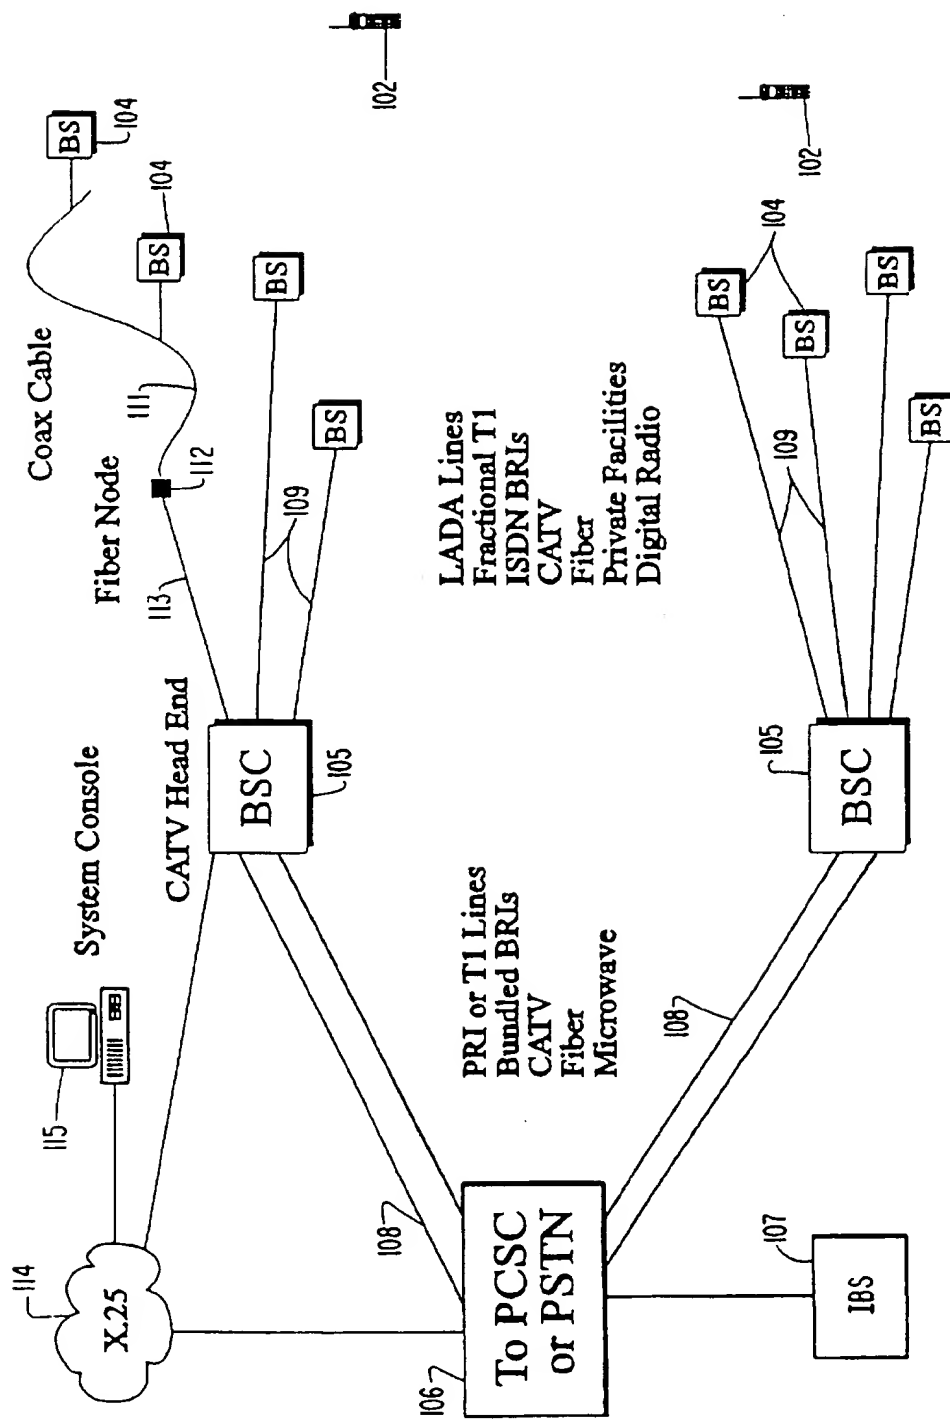 X.25
114
115
System Console
To PCSC
or PSTN
106
108
CATV Head End
BSC
105
113
Fiber Node
112
111
Coax Cable
BS
104
BS
104
BS
BS
109
102
PRI or T1 Lines
Bundled BRIs
CATV
Fiber
Microwave
LADA Lines
Fractional T1
ISDN BRIs
CATV
Fiber
Private Facilities
Digital Radio
IBS
107
108
BSC
105
109
BS
BS
104
BS
BS
102